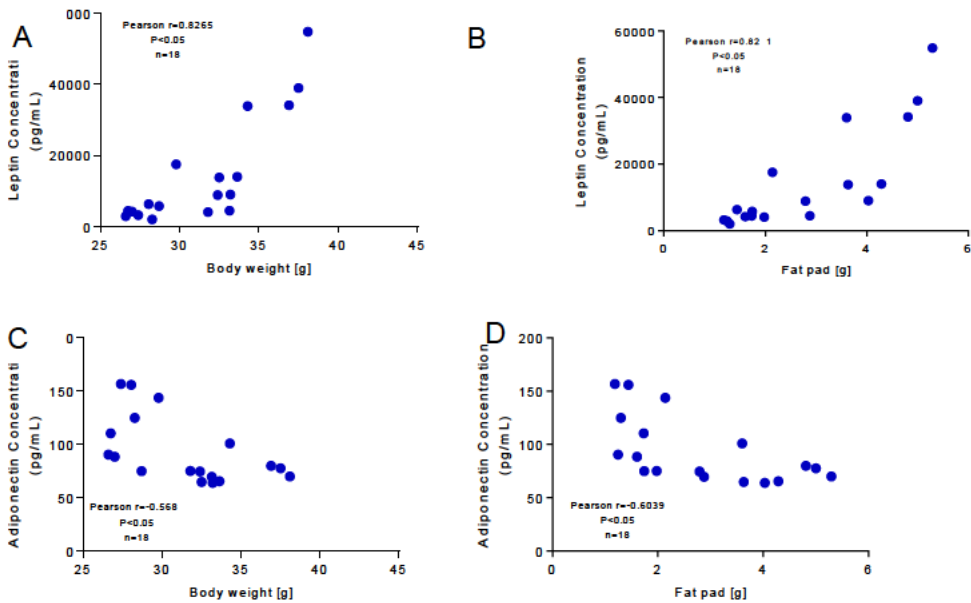 A
000
Pearson r=0.8265
P<0.05
n=18
40000
20000
0
Leptin Concentrati
(pg/mL)
25 30 35 40 45
Body weight [g]
B
60000
Pearson r=0.82 1
P<0.05
n=18
40000
20000
0
Leptin Concentration
(pg/mL)
0 2 4 6
Fat pad [g]
C
0
150
100
50
0
Adiponectin Concentrati
(pg/mL)
Pearson r=-0.568
P<0.05
n=18
25 30 35 40 45
Body weight [g]
D
200
150
100
50
0
Adiponectin Concentration
(pg/mL)
Pearson r=-0.6039
P<0.05
n=18
0 2 4 6
Fat pad [g]